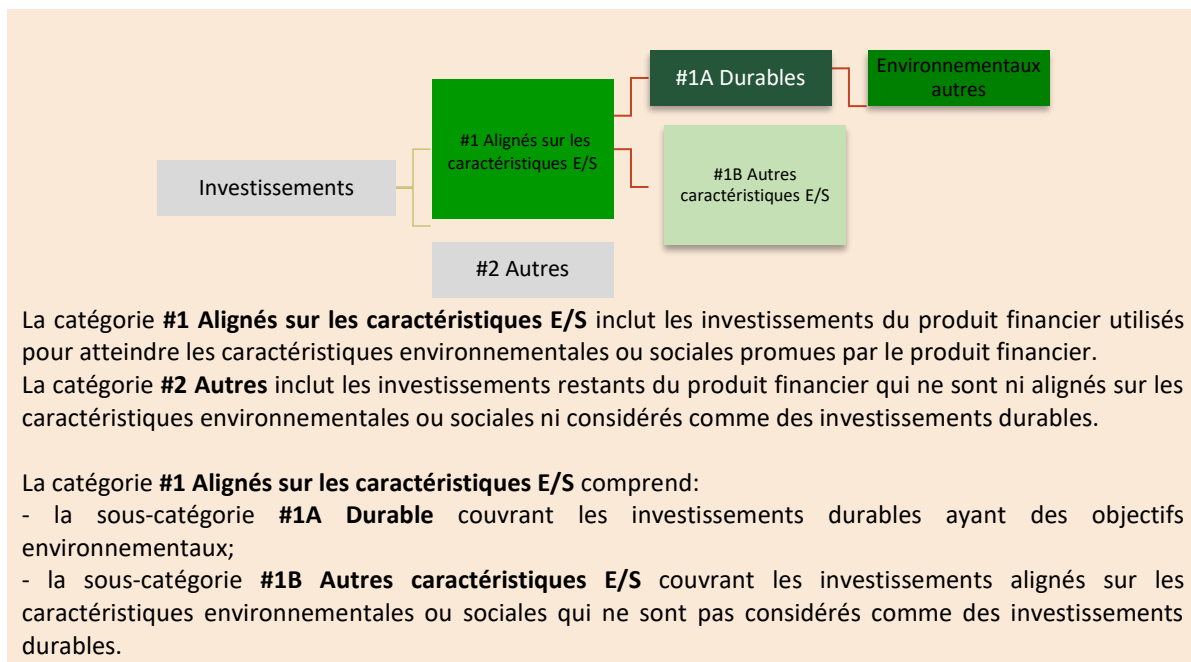 #1A Durables
Environnementaux
autres
#1 Alignés sur les
caractéristiques E/S
Investissements
#1B Autres
caractéristiques E/S
#2 Autres
La catégorie #1 Alignés sur les caractéristiques E/S inclut les investissements du produit financier utilisés
pour atteindre les caractéristiques environnementales ou sociales promues par le produit financier.
La catégorie #2 Autres inclut les investissements restants du produit financier qui ne sont ni alignés sur les
caractéristiques environnementales ou sociales ni considérés comme des investissements durables.
La catégorie #1 Alignés sur les caractéristiques E/S comprend:
- la sous-catégorie #1A Durable couvrant les investissements durables ayant des objectifs
environnementaux;
- la sous-catégorie #1B Autres caractéristiques E/S couvrant les investissements alignés sur les
caractéristiques environnementales ou sociales qui ne sont pas considérés comme des investissements
durables.